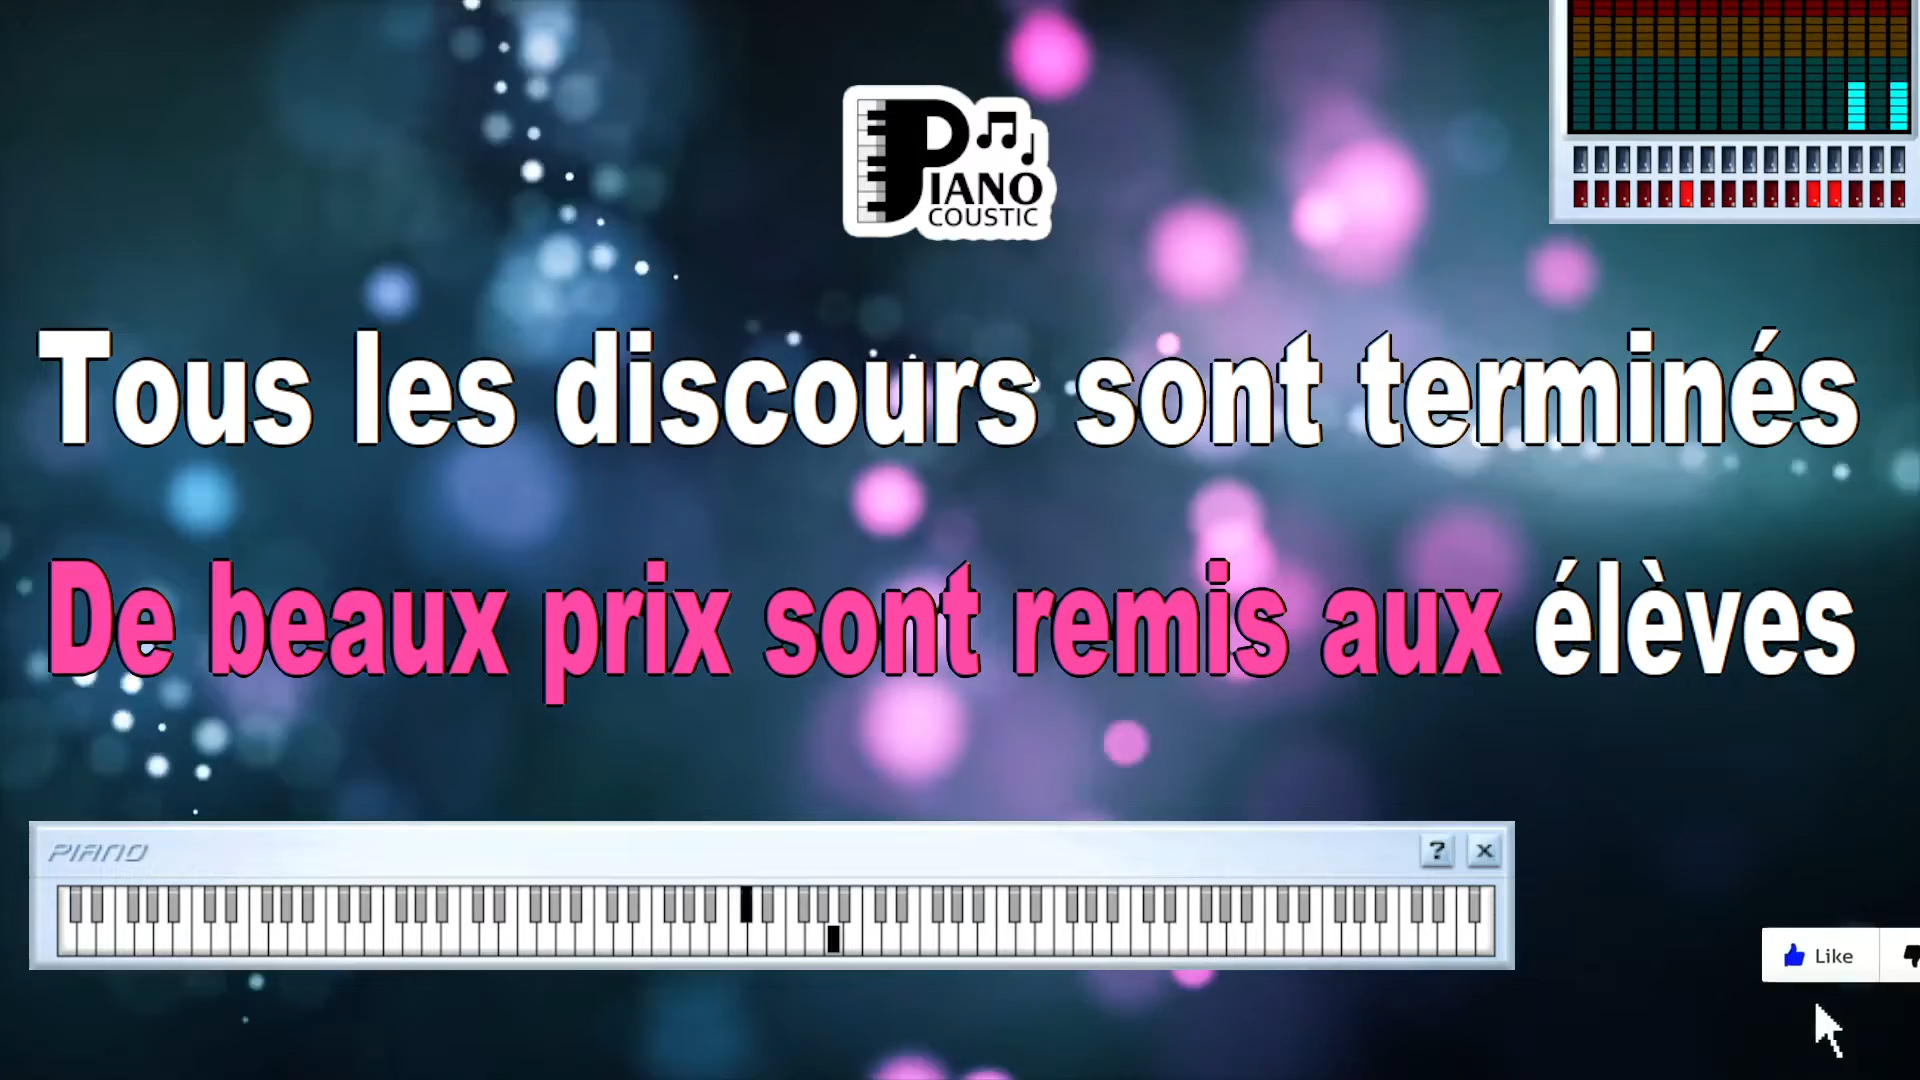 PIANO
COUSTIC
Tous les discours sont terminés
De beaux prix sont remis aux élèves
PIANO
? x
Like